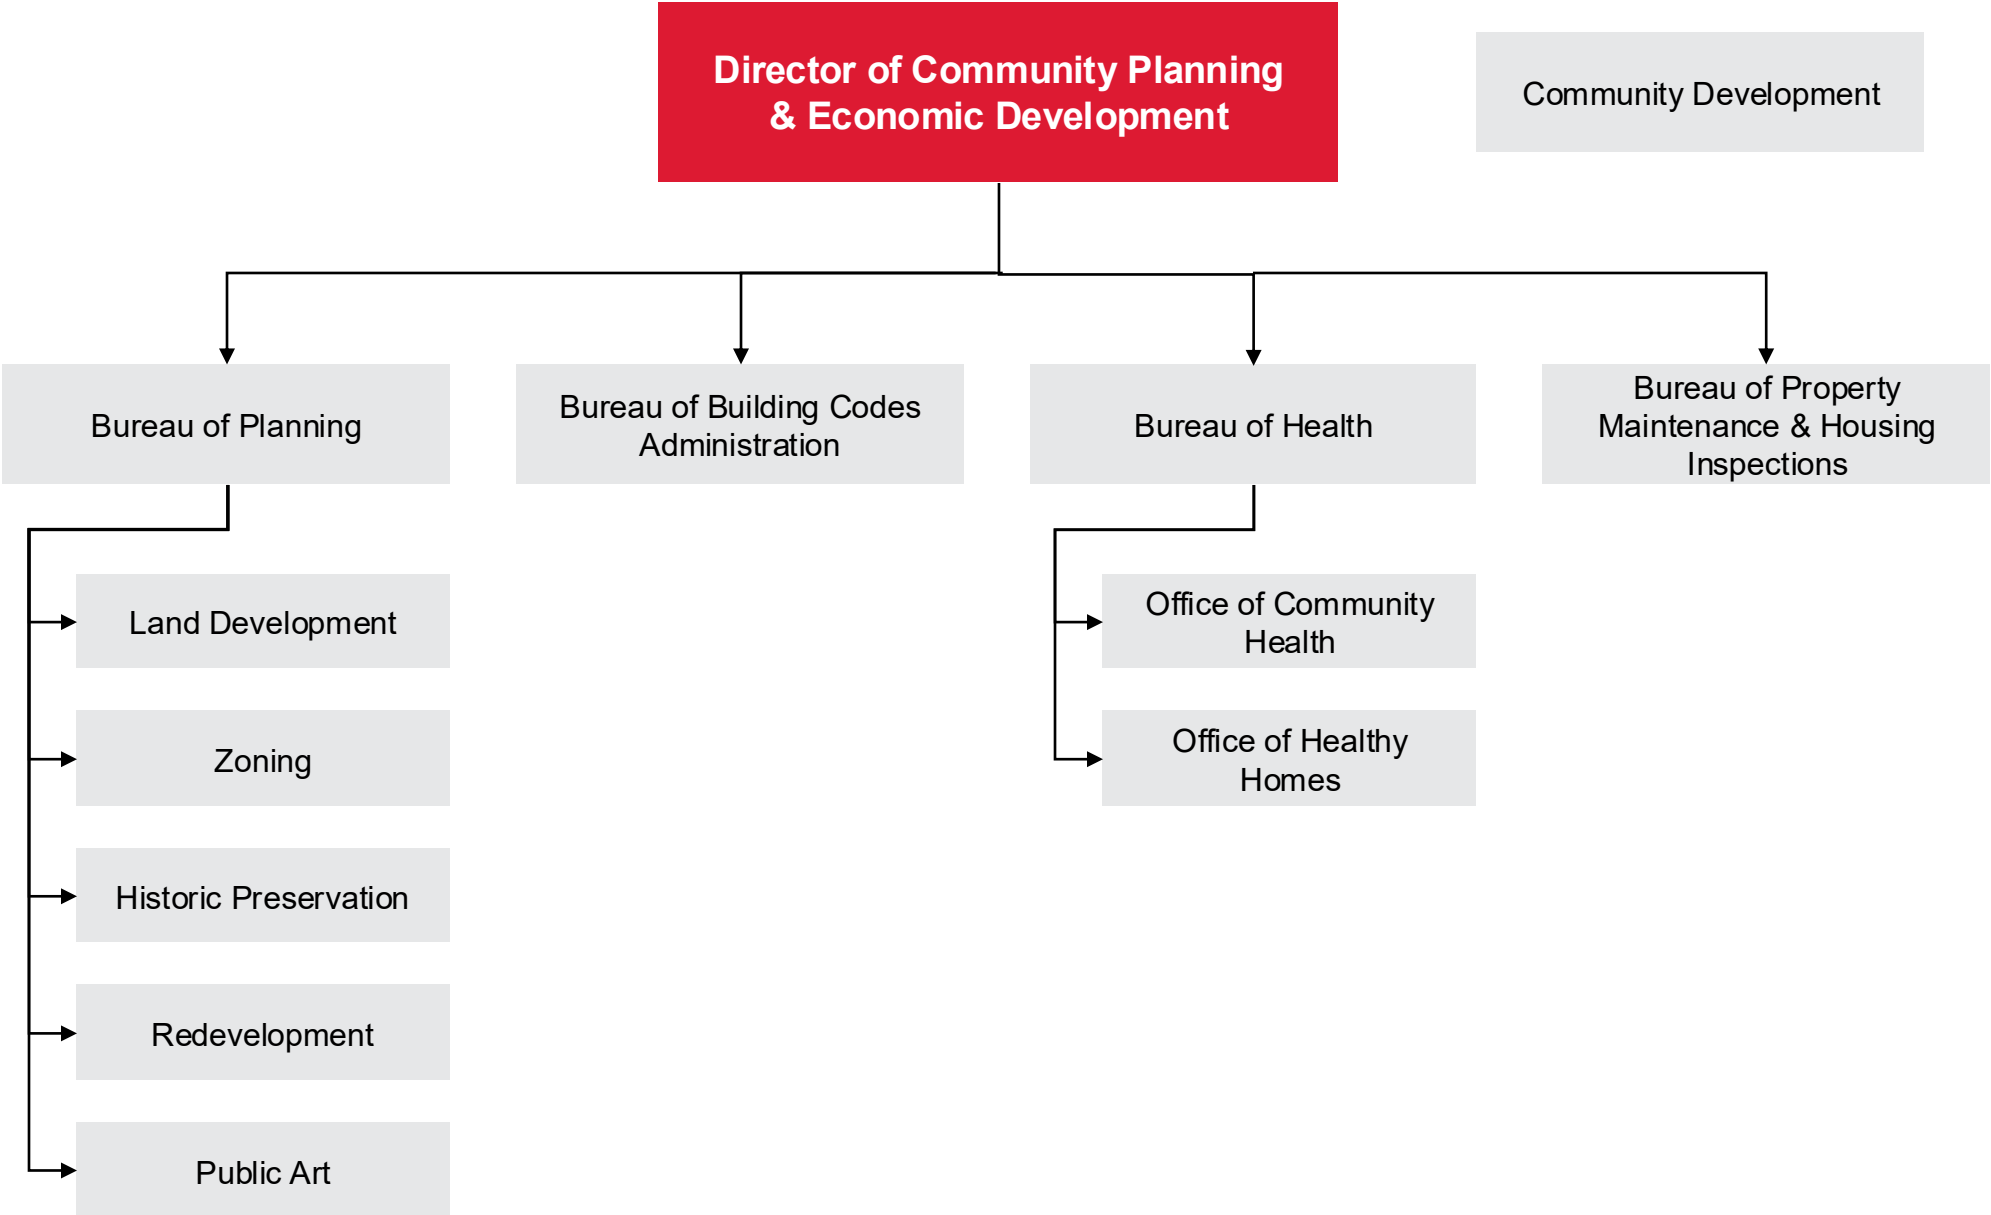 Director of Community Planning
& Economic Development
Community Development
Bureau of Planning
Bureau of Building Codes
Administration
Bureau of Health
Bureau of Property
Maintenance & Housing
Inspections
Land Development
Zoning
Historic Preservation
Redevelopment
Public Art
Office of Community
Health
Office of Healthy
Homes